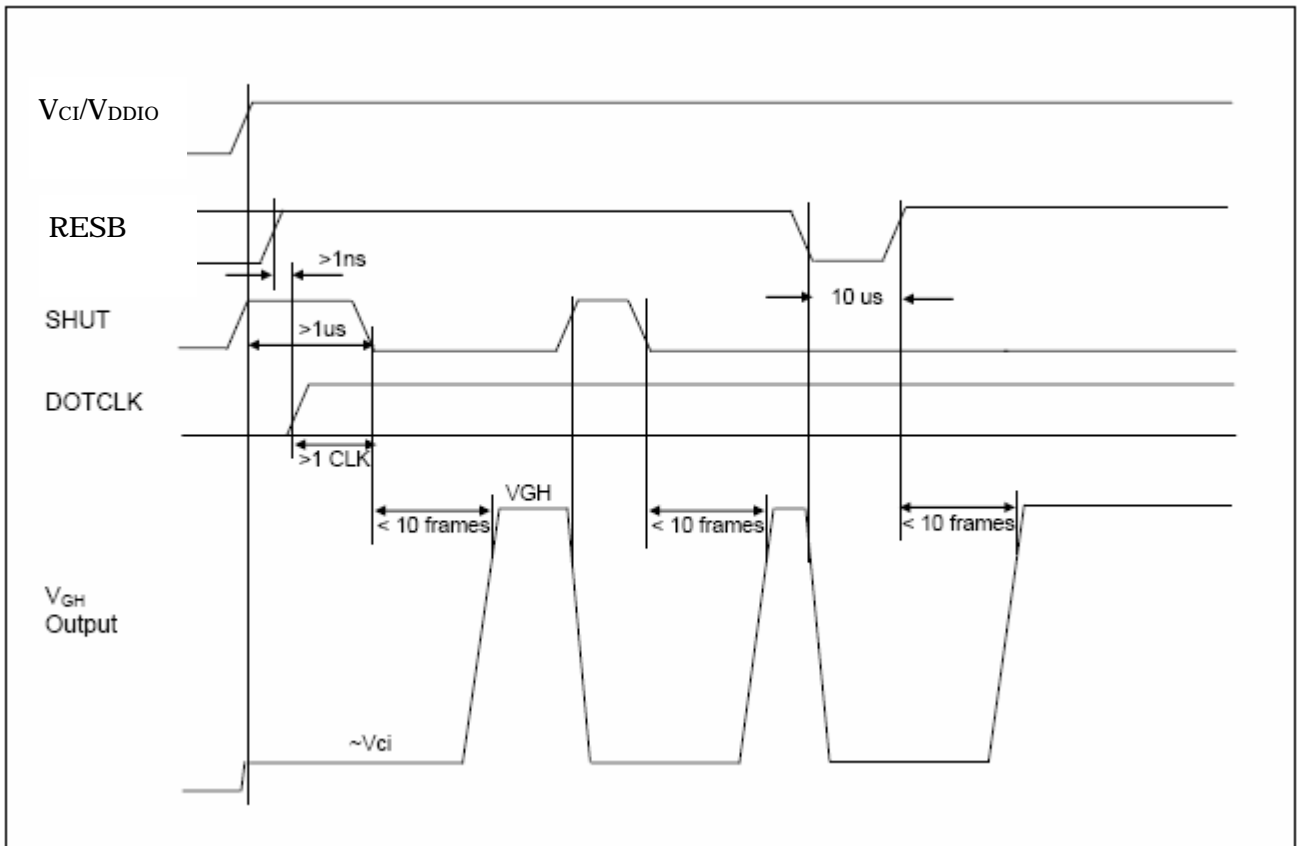 VCI/VDDIO
RESB
>1ns
10 us
SHUT
>1us
DOTCLK
>1 CLK
VGH
< 10 frames
< 10 frames
< 10 frames
VGH
Output
~Vci